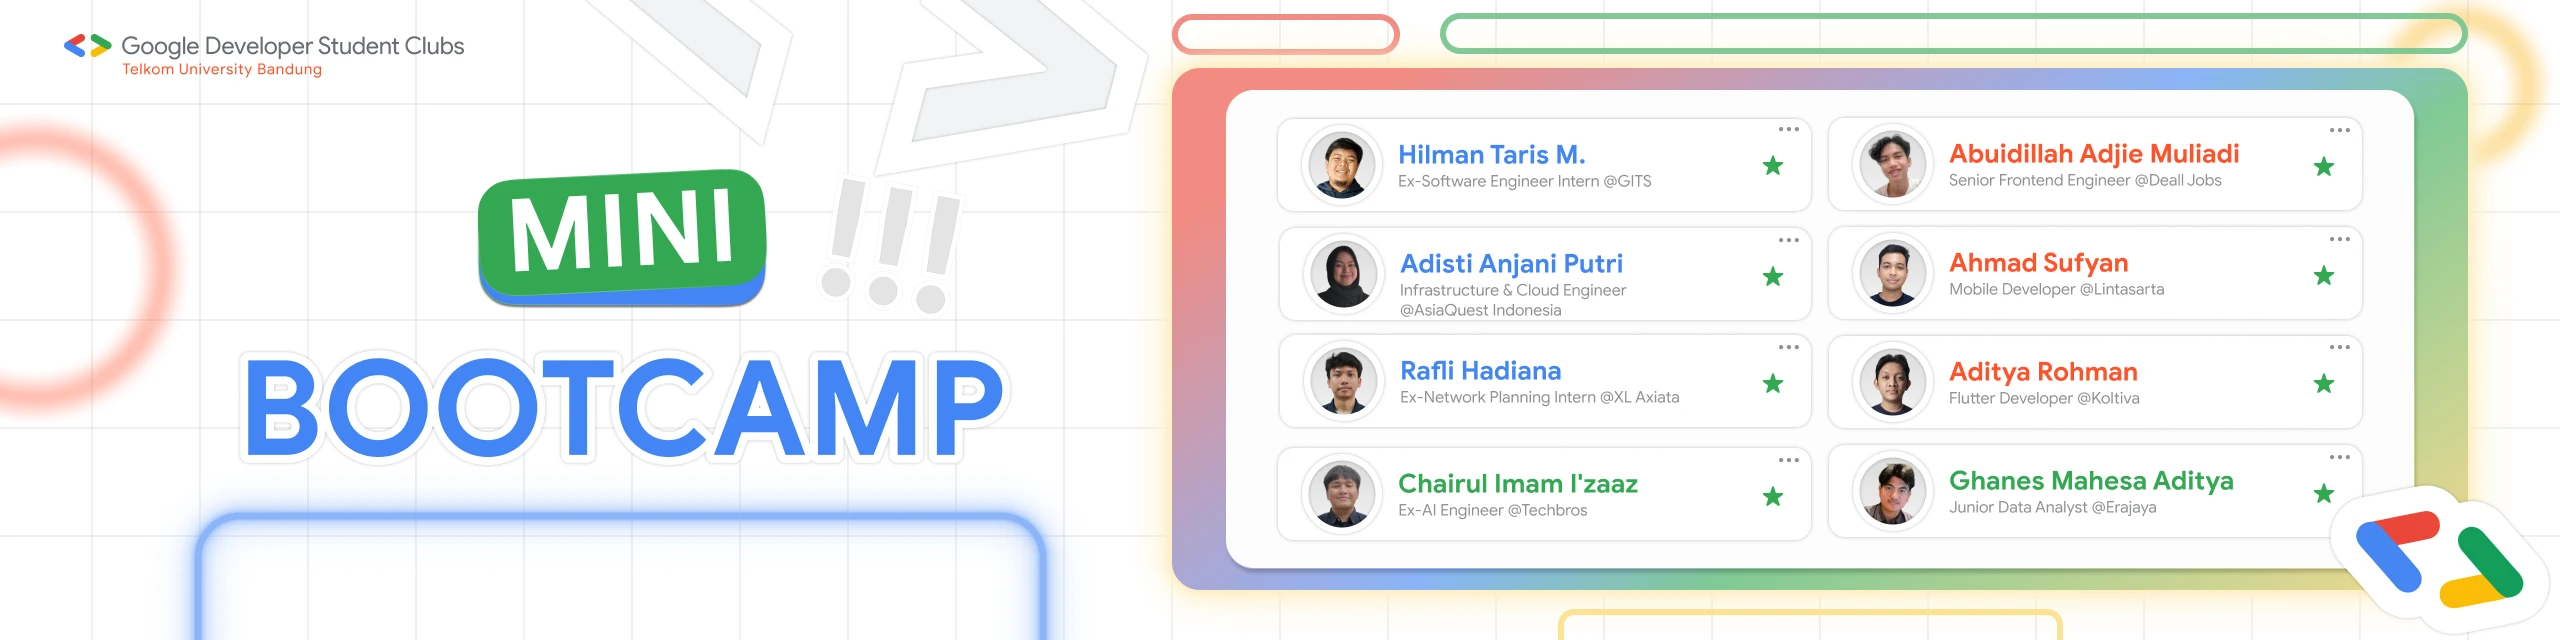 Google Developer Student Clubs
Telkom University Bandung
MINI
!!!
BOOTCAMP
Hilman Taris M.
Ex-Software Engineer Intern @GITS
Adisti Anjani Putri
Infrastructure & Cloud Engineer
@AsiaQuest Indonesia
Rafli Hadiana
Ex-Network Planning Intern @XL Axiata
Chairul Imam I'zaaz
Ex-AI Engineer @Techbros
Abuidillah Adjie Muliadi
Senior Frontend Engineer @Deall Jobs
Ahmad Sufyan
Mobile Developer @Lintasarta
Aditya Rohman
Flutter Developer @Koltiva
Ghanes Mahesa Aditya
Junior Data Analyst @Erajaya